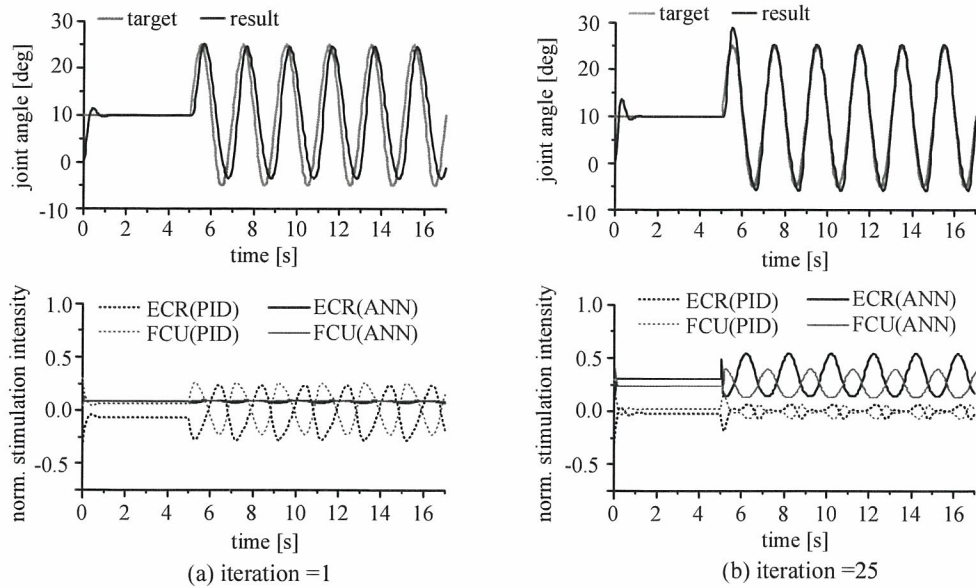 target result
30
20
10
0
-10
joint angle [deg]
0 2 4 6 8 10 12 14 16
time [s]
ECR(PID) ECR(ANN)
FCU(PID) FCU(ANN)
1.0
0.5
0.0
-0.5
norm. stimulation intensity
0 2 4 6 8 10 12 14 16
time [s]
(a) iteration =1
target result
30
20
10
0
-10
joint angle [deg]
0 2 4 6 8 10 12 14 16
time [s]
ECR(PID) ECR(ANN)
FCU(PID) FCU(ANN)
1.0
0.5
0.0
-0.5
norm. stimulation intensity
0 2 4 6 8 10 12 14 16
time [s]
(b) iteration =25